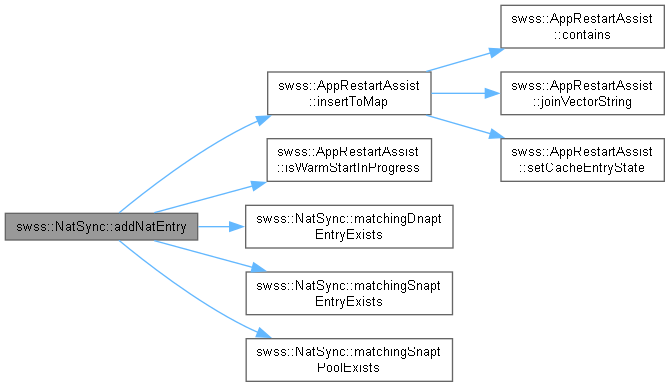 swss::NatSync::addNatEntry
swss::AppRestartAssist
::insertToMap
swss::AppRestartAssist
::contains
swss::AppRestartAssist
::joinVectorString
swss::AppRestartAssist
::setCacheEntryState
swss::AppRestartAssist
::isWarmStartInProgress
swss::NatSync::matchingDnapt
EntryExists
swss::NatSync::matchingSnapt
EntryExists
swss::NatSync::matchingSnapt
PoolExists